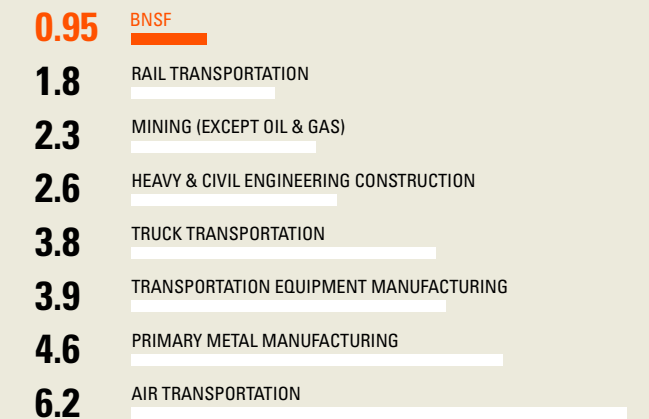 0.95 BNSF
1.8 RAIL TRANSPORTATION
2.3 MINING (EXCEPT OIL & GAS)
2.6 HEAVY & CIVIL ENGINEERING CONSTRUCTION
3.8 TRUCK TRANSPORTATION
3.9 TRANSPORTATION EQUIPMENT MANUFACTURING
4.6 PRIMARY METAL MANUFACTURING
6.2 AIR TRANSPORTATION